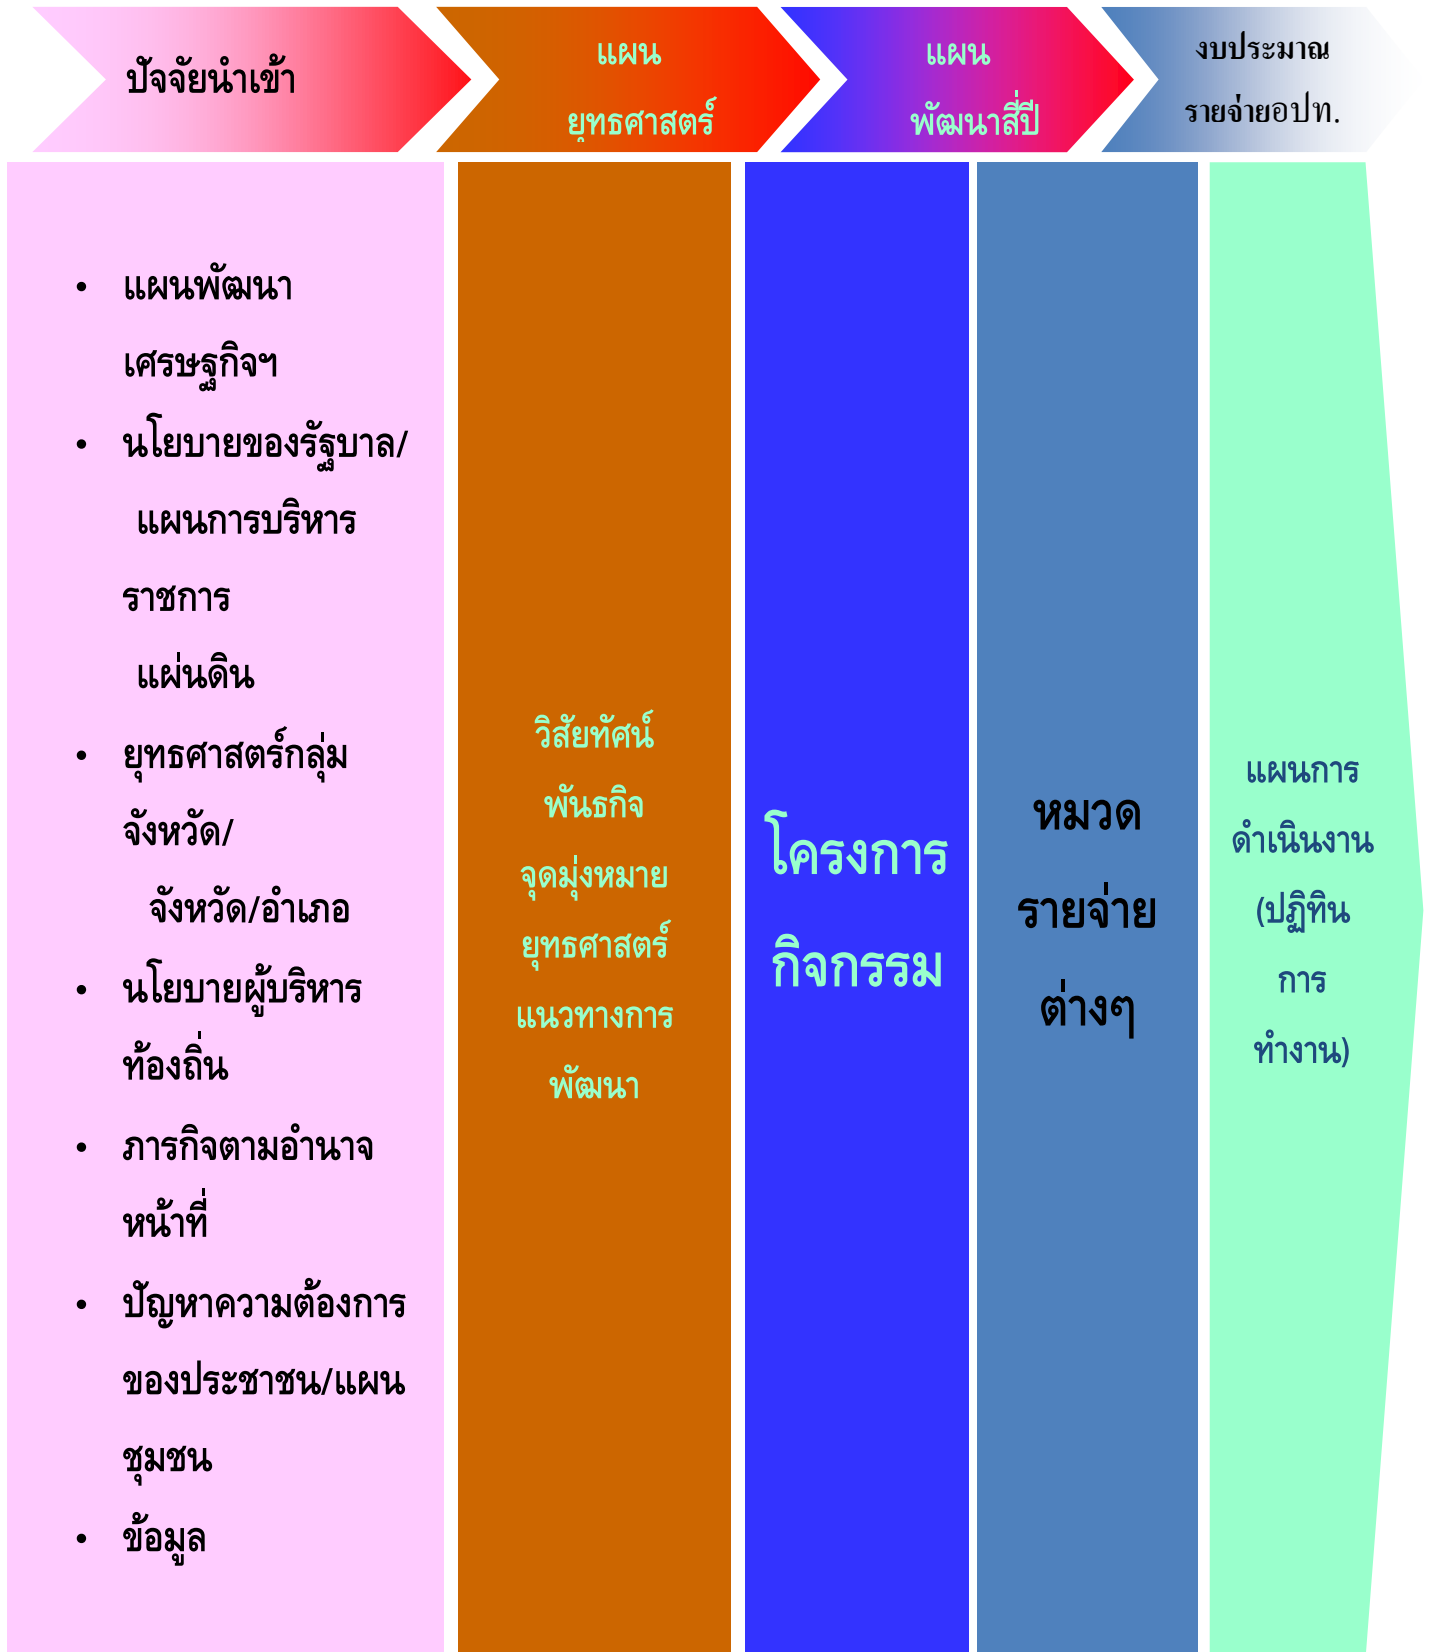 ปัจจัยนำเข้า
แผน
ยุทธศาสตร์
แผน
พัฒนาสี่ปี
งบประมาณ
รายจ่ายอปท.
• แผนพัฒนา
เศรษฐกิจฯ
• นโยบายของรัฐบาล/
แผนการบริหาร
ราชการ
แผ่นดิน
• ยุทธศาสตร์กลุ่ม
จังหวัด/
จังหวัด/อำเภอ
• นโยบายผู้บริหาร
ท้องถิ่น
• ภารกิจตามอำนาจ
หน้าที่
• ปัญหาความต้องการ
ของประชาชน/แผน
ชุมชน
• ข้อมูล
วิสัยทัศน์
พันธกิจ
จุดมุ่งหมาย
ยุทธศาสตร์
แนวทางการ
พัฒนา
โครงการ
กิจกรรม
หมวด
รายจ่าย
ต่างๆ
แผนการ
ดำเนินงาน
(ปฏิทิน
การ
ทำงาน)